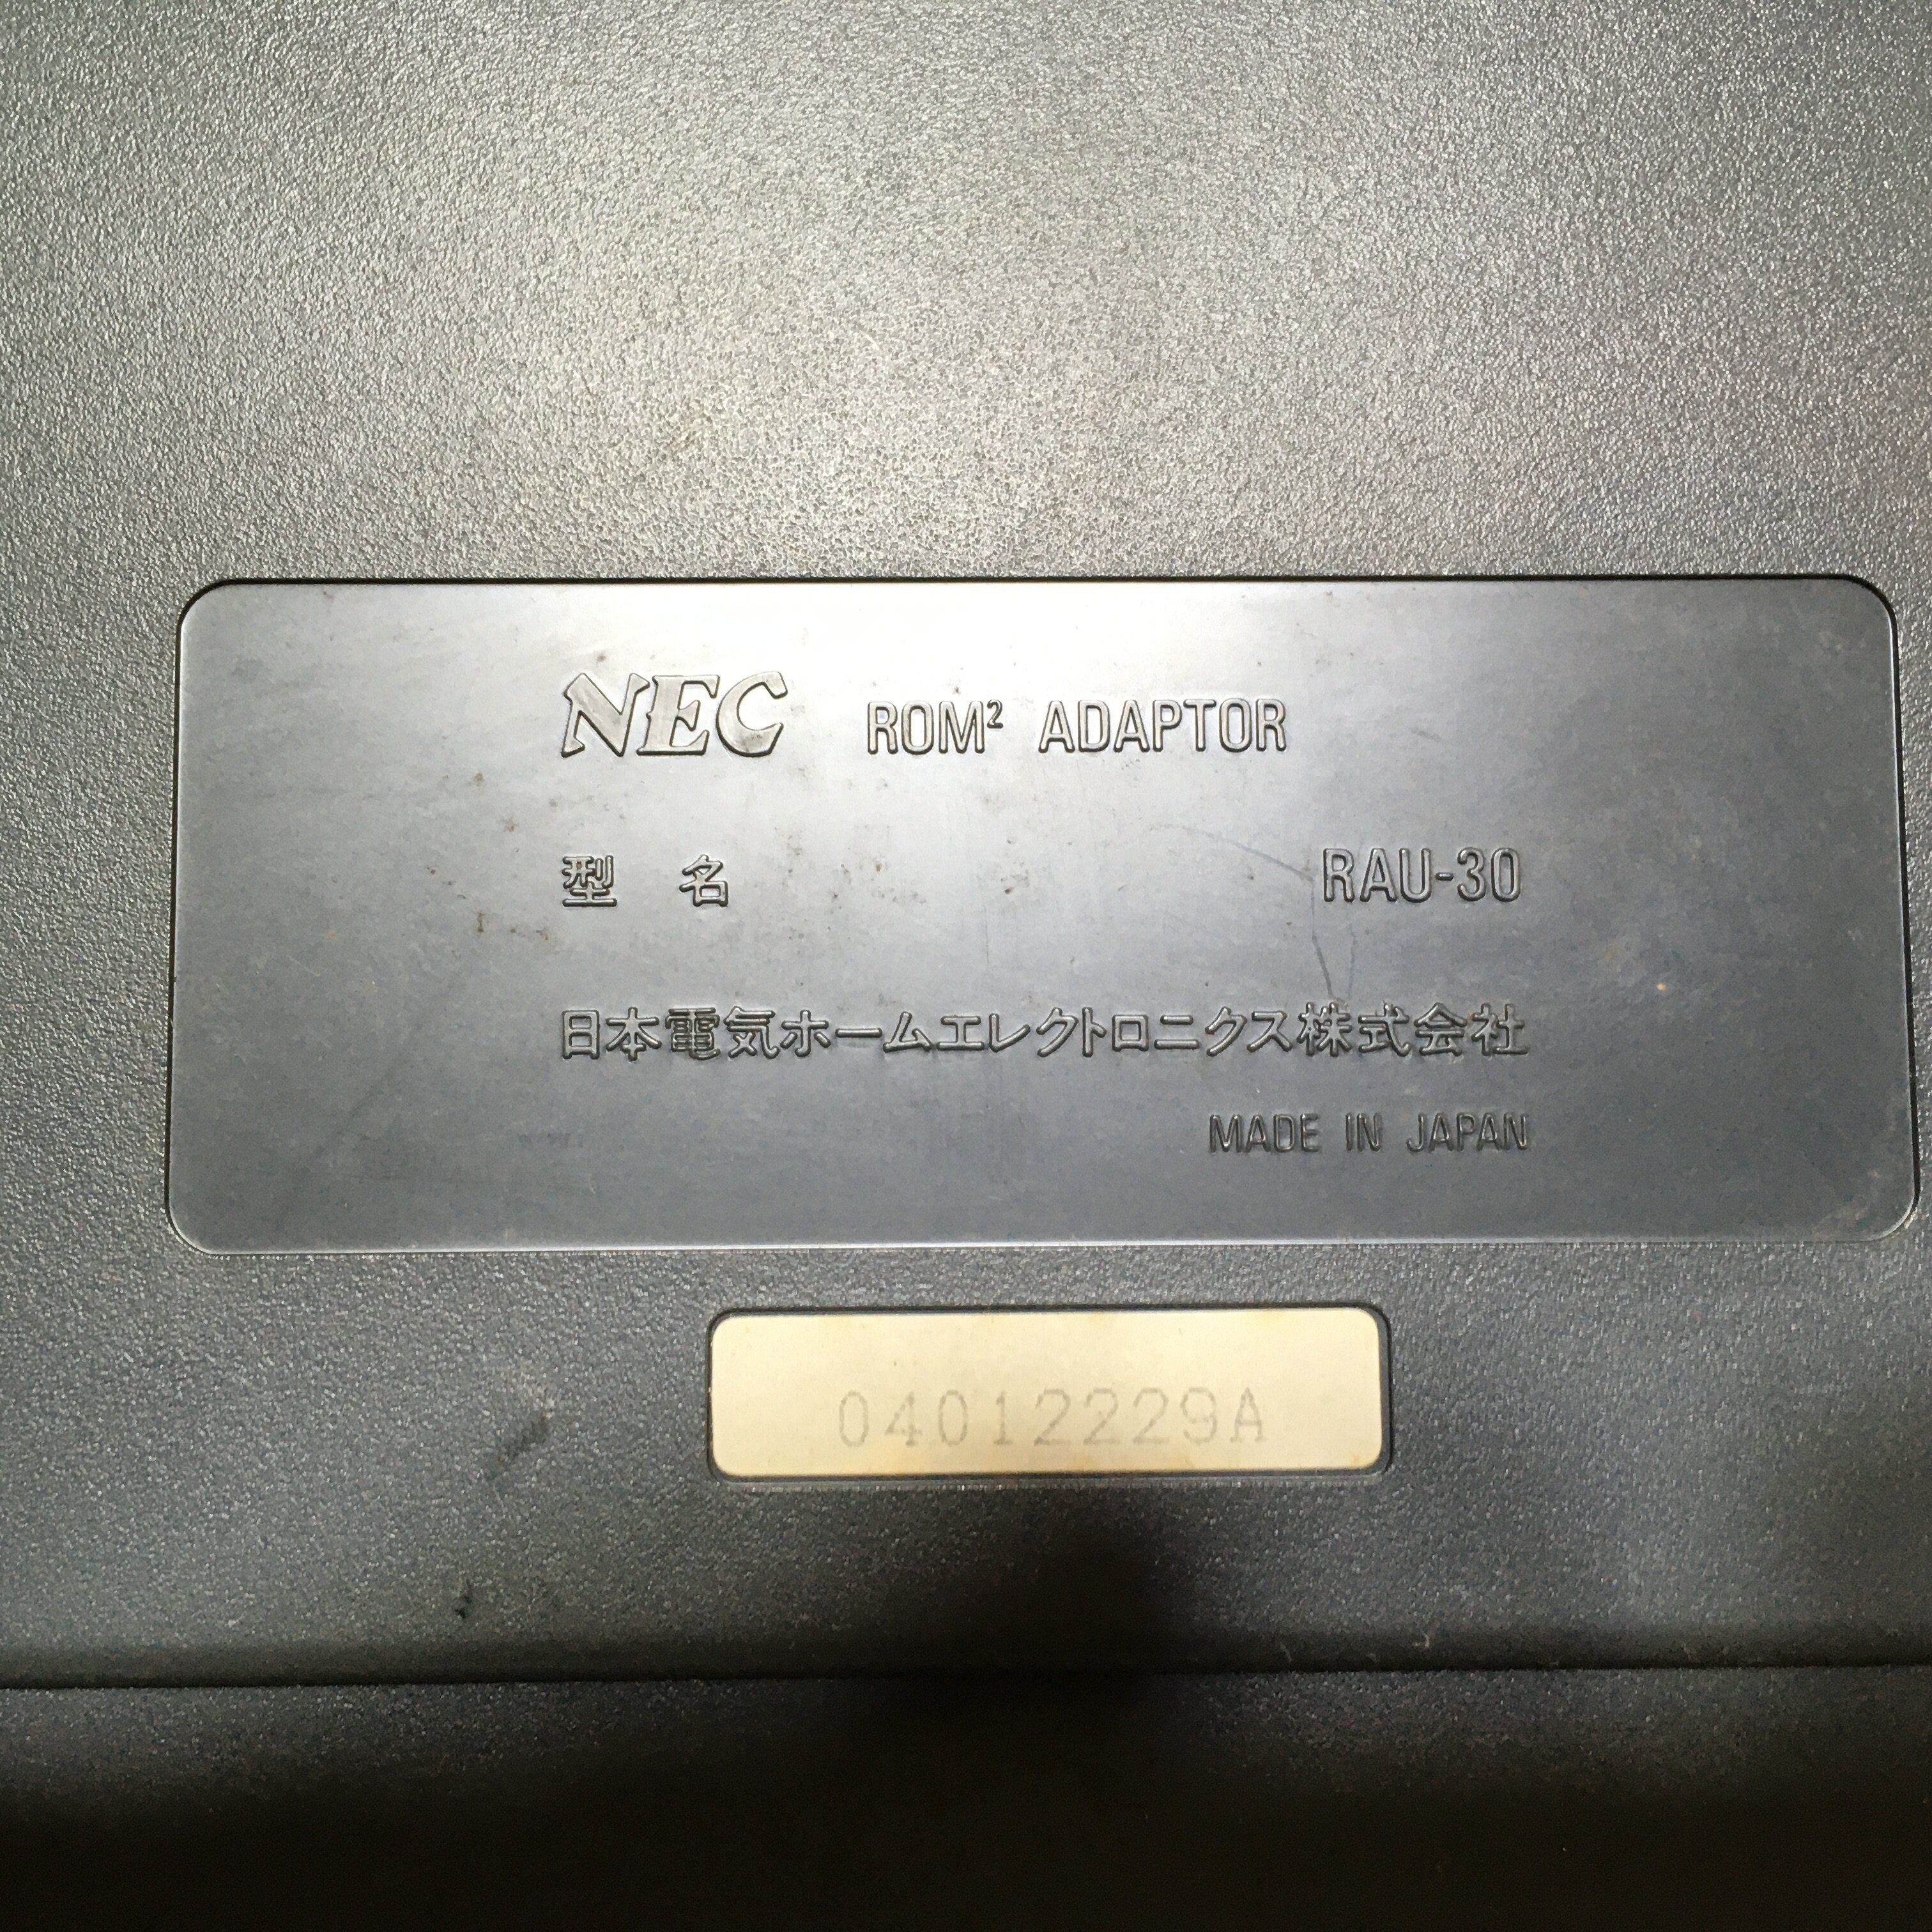 NEC ROM² ADAPTOR
型 名 RAU-30
日本電気ホームエレクトロニクス株式会社
MADE IN JAPAN
04012229A